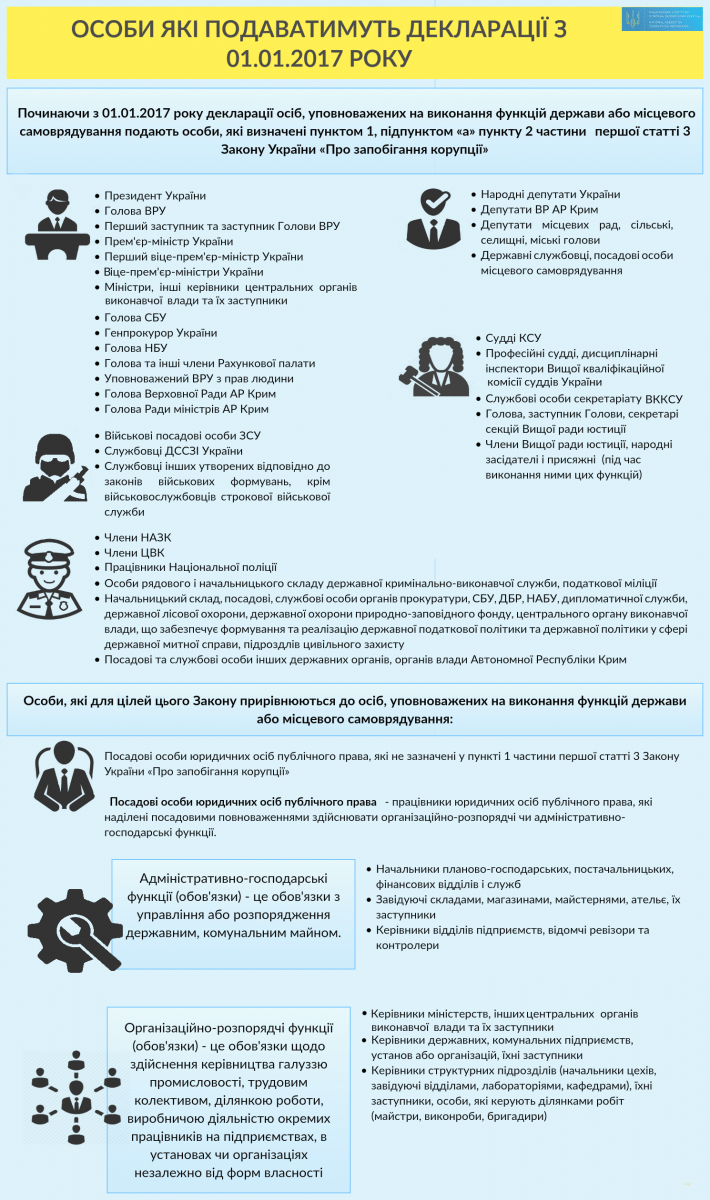 ОСОБИ ЯКІ ПОДАВАТИМУТЬ ДЕКЛАРАЦІЇ З
01.01.2017 РОКУ
Починаючи з 01.01.2017 року декларації осіб, уповноважених на виконання функцій держави або місцевого
самоврядування подають особи, які визначені пунктом 1, підпунктом «а» пункту 2 частини першої статті 3
Закону України «Про запобігання корупції»
• Президент України
• Голова ВРУ
• Перший заступник та заступник Голови ВРУ
• Прем'єр-міністр України
• Перший віце-прем'єр-міністр України
• Віце-прем'єр-міністри України
• Міністри, інші керівники центральних органів
виконавчої влади та їх заступники
• Голова СБУ
• Генпрокурор України
• Голова НБУ
• Голова та інші члени Рахункової палати
• Уповноважений ВРУ з прав людини
• Голова Верховної Ради АР Крим
• Голова Ради міністрів АР Крим
• Народні депутати України
• Депутати ВР АР Крим
• Депутати місцевих рад, сільські,
селищні, міські голови
• Державні службовці, посадові особи
місцевого самоврядування
• Судді КСУ
• Професійні судді, дисциплінарні
інспектори Вищої кваліфікаційної
комісії суддів України
• Службові особи секретаріату ВККСУ
• Голова, заступник Голови, секретарі
секцій Вищої ради юстиції
• Члени Вищої ради юстиції, народні
засідателі і присяжні (під час
виконання ними цих функцій)
• Військові посадові особи ЗСУ
• Службовці ДССЗІ України
• Службовці інших утворених відповідно до
законів військових формувань, крім
військовослужбовців строкової військової
служби
• Члени НАЗК
• Члени ЦВК
• Працівники Національної поліції
• Особи рядового і начальницького складу державної кримінально-виконавчої служби, податкової міліції
• Начальницький склад, посадові, службові особи органів прокуратури, СБУ, ДБР, НАБУ, дипломатичної служби,
державної лісової охорони, державної охорони природно-заповідного фонду, центрального органу виконавчої
влади, що забезпечує формування та реалізацію державної податкової політики та державної політики у сфері
державної митної справи, підрозділів цивільного захисту
• Посадові та службові особи інших державних органів, органів влади Автономної Республіки Крим
Особи, які для цілей цього Закону прирівнюються до осіб, уповноважених на виконання функцій держави
або місцевого самоврядування:
Посадові особи юридичних осіб публічного права, які не зазначені у пункті 1 частини першої статті 3 Закону
України «Про запобігання корупції»
Посадові особи юридичних осіб публічного права - працівники юридичних осіб публічного права, які
наділені посадовими повноваженнями здійснювати організаційно-розпорядчі чи адміністративно-
господарські функції.
Адміністративно-господарські
функції (обов'язки) - це обов'язки з
управління або розпорядження
державним, комунальним майном.
• Начальники планово-господарських, постачальницьких,
фінансових відділів і служб
• Завідуючі складами, магазинами, майстернями, ательє, їх
заступники
• Керівники відділів підприємств, відомчі ревізори та
контролери
Організаційно-розпорядчі функції
(обов'язки) - це обов'язки щодо
здійснення керівництва галуззю
промисловості, трудовим
колективом, ділянкою роботи,
виробничою діяльністю окремих
працівників на підприємствах, в
установах чи організаціях
незалежно від форм власності
• Керівники міністерств, інших центральних органів
виконавчої влади та їх заступники
• Керівники державних, комунальних підприємств,
установ або організацій, їхні заступники
• Керівники структурних підрозділів (начальники цехів,
завідуючі відділами, лабораторіями, кафедрами), їхні
заступники, особи, які керують ділянками робіт
(майстри, виконроби, бригадири)